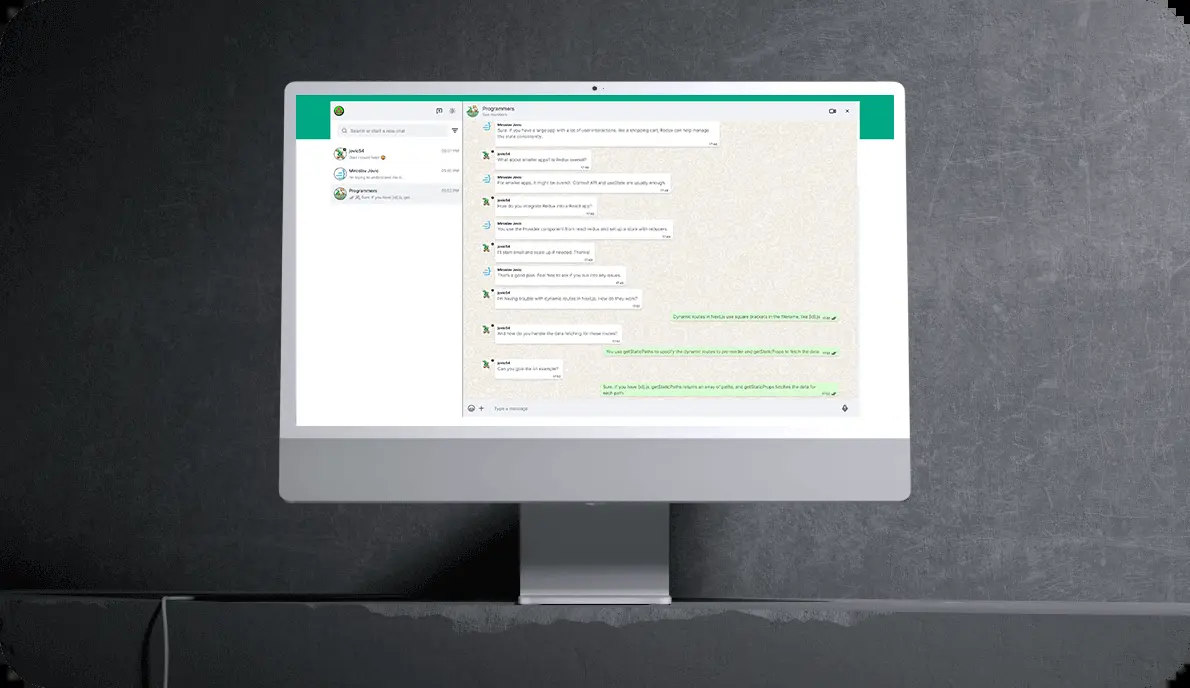 Programmers
See members
Search or start a new chat
jovic54
09:01 PM
Miroslav Jovic
I'm trying to understand the d...
Programmers
Sure, if you have [id].js, get...
Miroslav Jovic
Sure. If you have a large app with a lot of user interactions, like a shopping cart, Redux can help manage
the state consistently.
jovic54
What about smaller apps? Is Redux overkill?
Miroslav Jovic
For smaller apps, it might be overkill. Context API and useState are usually enough.
jovic54
How do you integrate Redux into a React app?
Miroslav Jovic
You use the Provider component from react-redux and set up a store with reducers.
jovic54
I'll start small and scale up if needed. Thanks!
Miroslav Jovic
That's a good plan. Feel free to ask if you run into any issues.
jovic54
I'm having trouble with dynamic routes in Next.js. How do they work?
Dynamic routes in Next.js use square brackets in the filename, like [id].js
jovic54
And how do you handle the data fetching for these routes?
You use getStaticPaths to specify the dynamic routes to pre-render and getStaticProps to fetch the data.
jovic54
Can you give me an example?
Sure, if you have [id].js, getStaticPaths returns an array of paths, and getStaticProps fetches the data for
each path.
Type a message